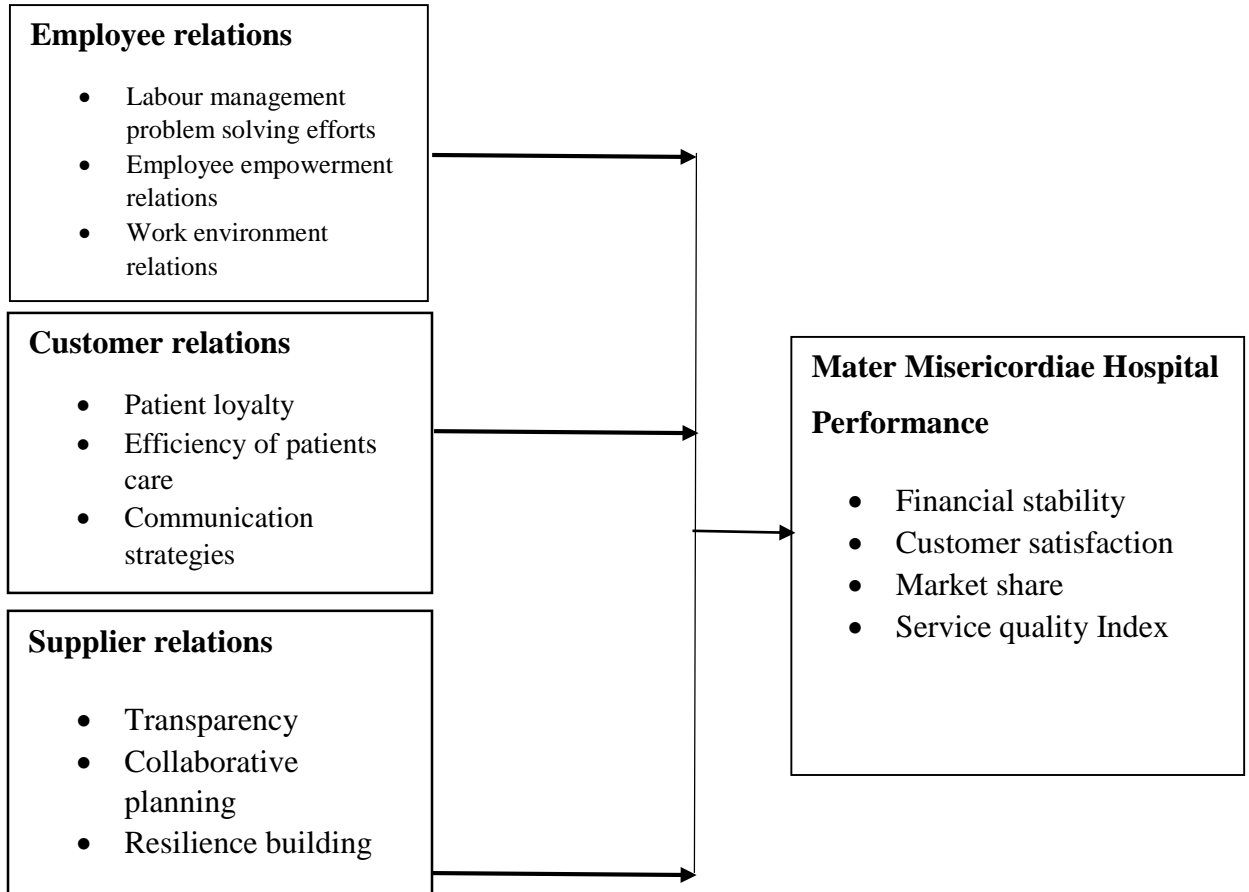 Employee relations
• Labour management
problem solving efforts
• Employee empowerment
relations
• Work environment
relations
Customer relations
• Patient loyalty
• Efficiency of patients
care
• Communication
strategies
Supplier relations
• Transparency
• Collaborative
planning
• Resilience building
Mater Misericordiae Hospital
Performance
• Financial stability
• Customer satisfaction
• Market share
• Service quality Index